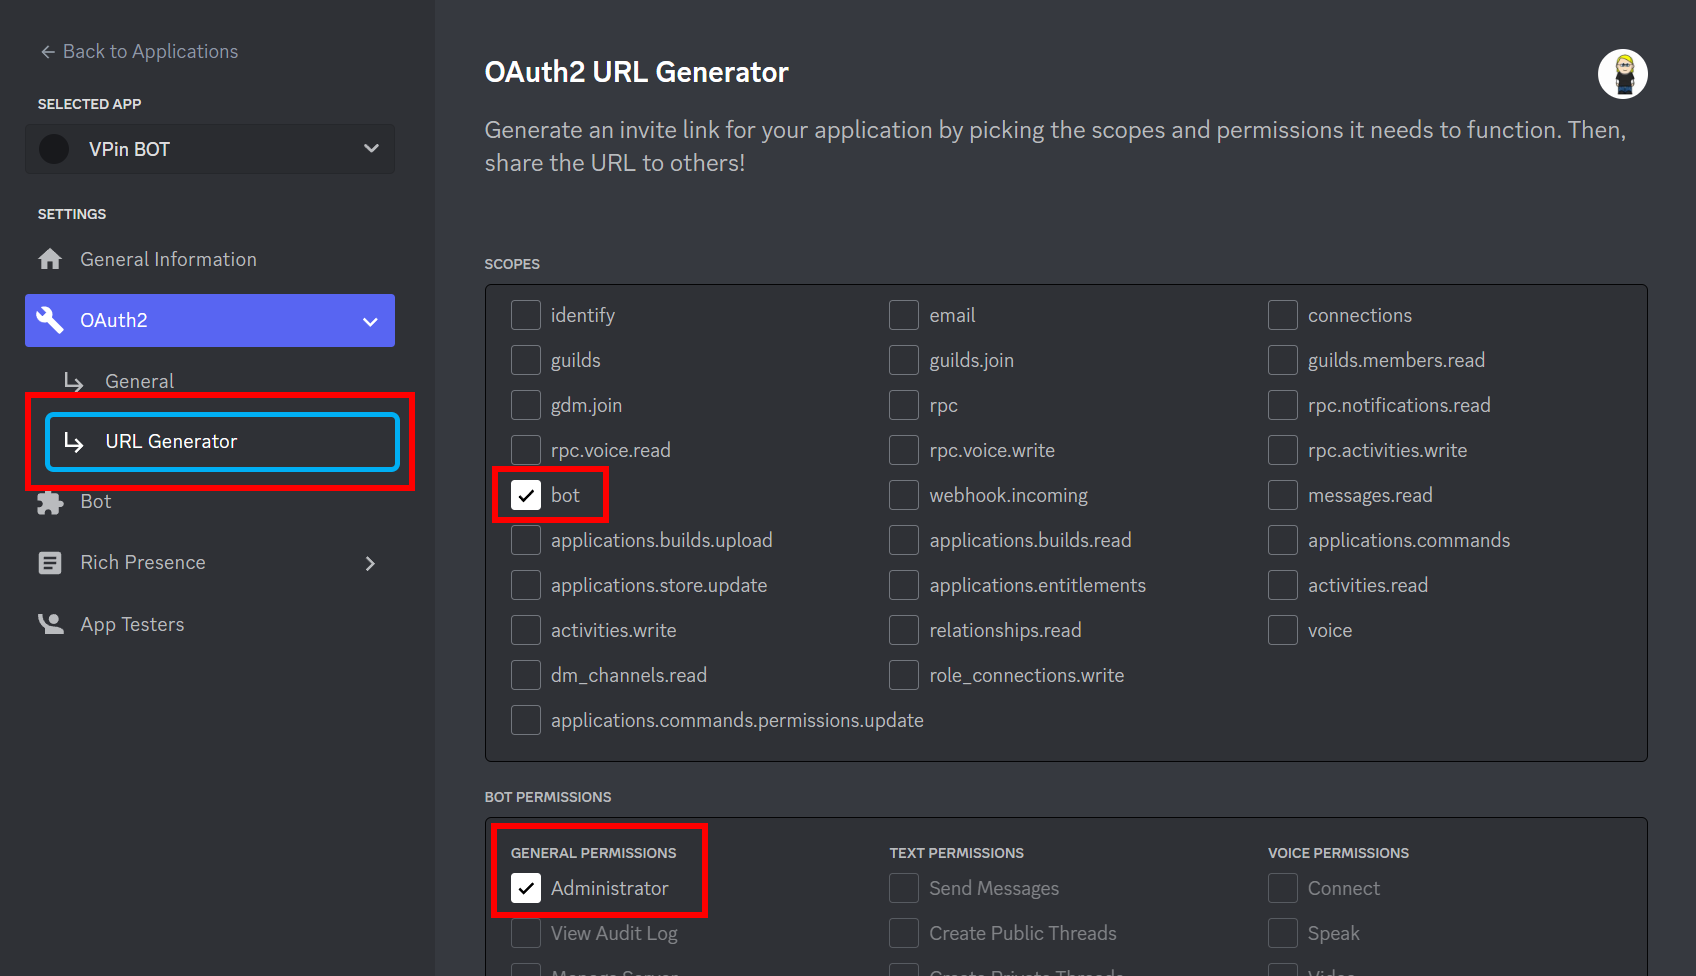 Back to Applications
SELECTED APP
VPin BOT
SETTINGS
General Information
OAuth2
General
URL Generator
Bot
Rich Presence
App Testers
OAuth2 URL Generator
Generate an invite link for your application by picking the scopes and permissions it needs to function. Then,
share the URL to others!
SCOPES
identify email connections
guilds guilds.join guilds.members.read
gdm.join rpc rpc.notifications.read
rpc.voice.read rpc.voice.write rpc.activities.write
bot webhook.incoming messages.read
applications.builds.upload applications.builds.read applications.commands
applications.store.update applications.entitlements activities.read
activities.write relationships.read voice
dm_channels.read role_connections.write
applications.commands.permissions.update
BOT PERMISSIONS
GENERAL PERMISSIONS TEXT PERMISSIONS VOICE PERMISSIONS
Administrator Send Messages Connect
View Audit Log Create Public Threads Speak
Manage Server Create Private Threads Video